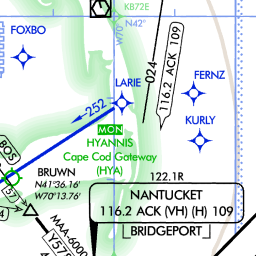 K872E
N42°
W70°
FOXBO
LARIE
FERNZ
KURLY
024
116.2 ACK 109
252
MON
HYANNIS
Cape Cod Gateway
(HYA)
BOS
BRUWN
N41°36.16'
W70°13.76'
57
122.1R
NANTUCKET
116.2 ACK (VH) (H) 109
BRIDGEPORT
MAA-6000